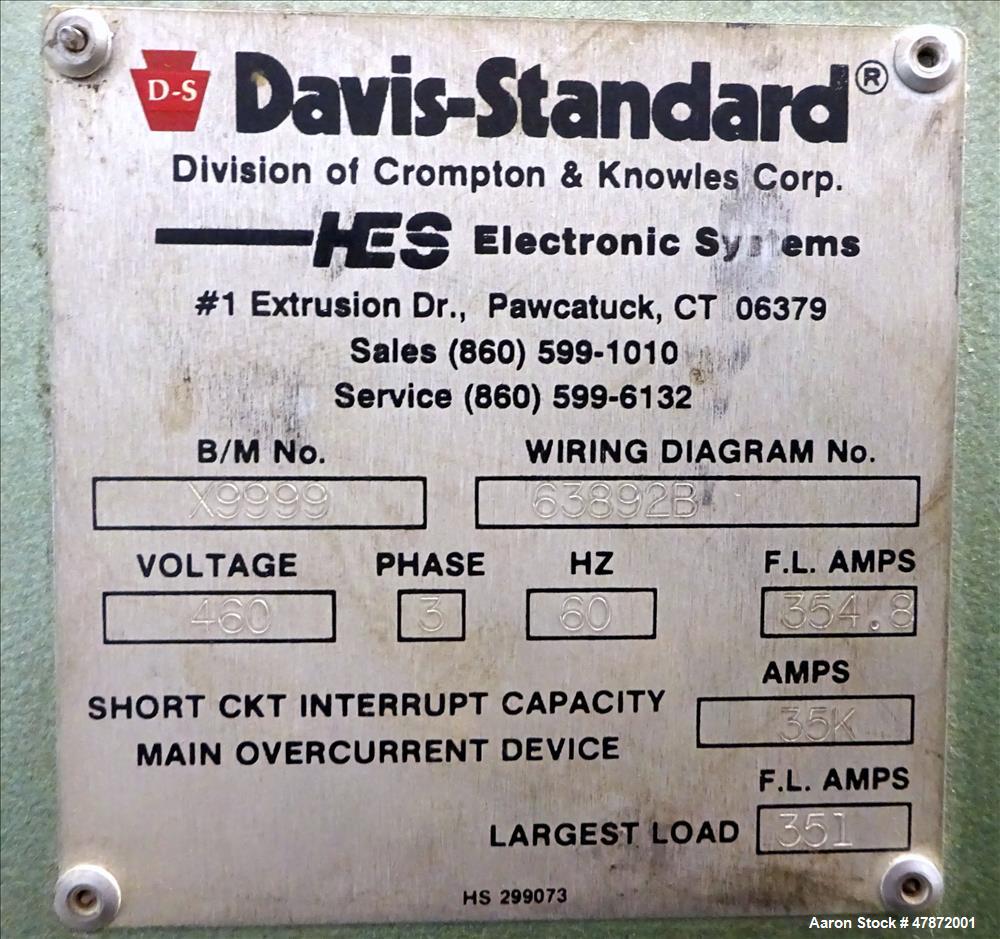 D-S Davis-Standard®
Division of Crompton & Knowles Corp.
HES Electronic Systems
#1 Extrusion Dr., Pawcatuck, CT 06379
Sales (860) 599-1010
Service (860) 599-6132
B/M No. WIRING DIAGRAM No.
X9999 63892B
VOLTAGE PHASE HZ F.L. AMPS
460 3 60 354.8
AMPS
SHORT CKT INTERRUPT CAPACITY 35K
MAIN OVERCURRENT DEVICE
F.L. AMPS
LARGEST LOAD 351
HS 299073
Aaron Stock # 47872001